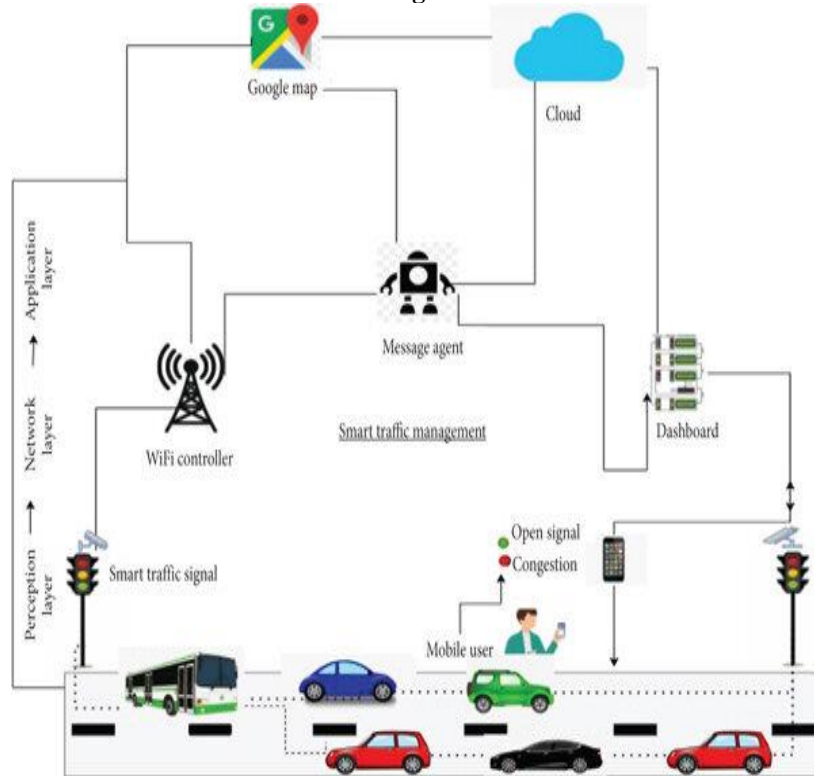 Google map
Cloud
Application
layer
Message agent
Network
layer
WiFi controller
Smart traffic management
Dashboard
Perception
layer
Smart traffic signal
Open signal
Congestion
Mobile user